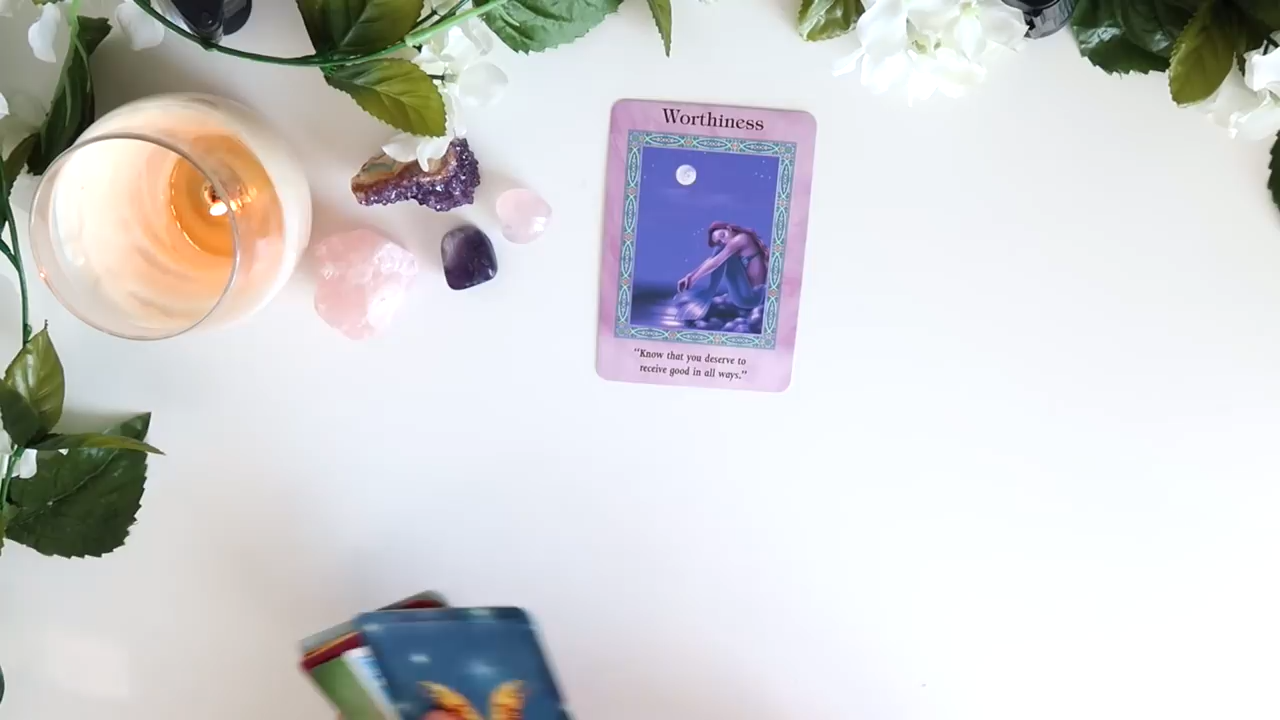 Worthiness
“Know that you deserve to
receive good in all ways.”